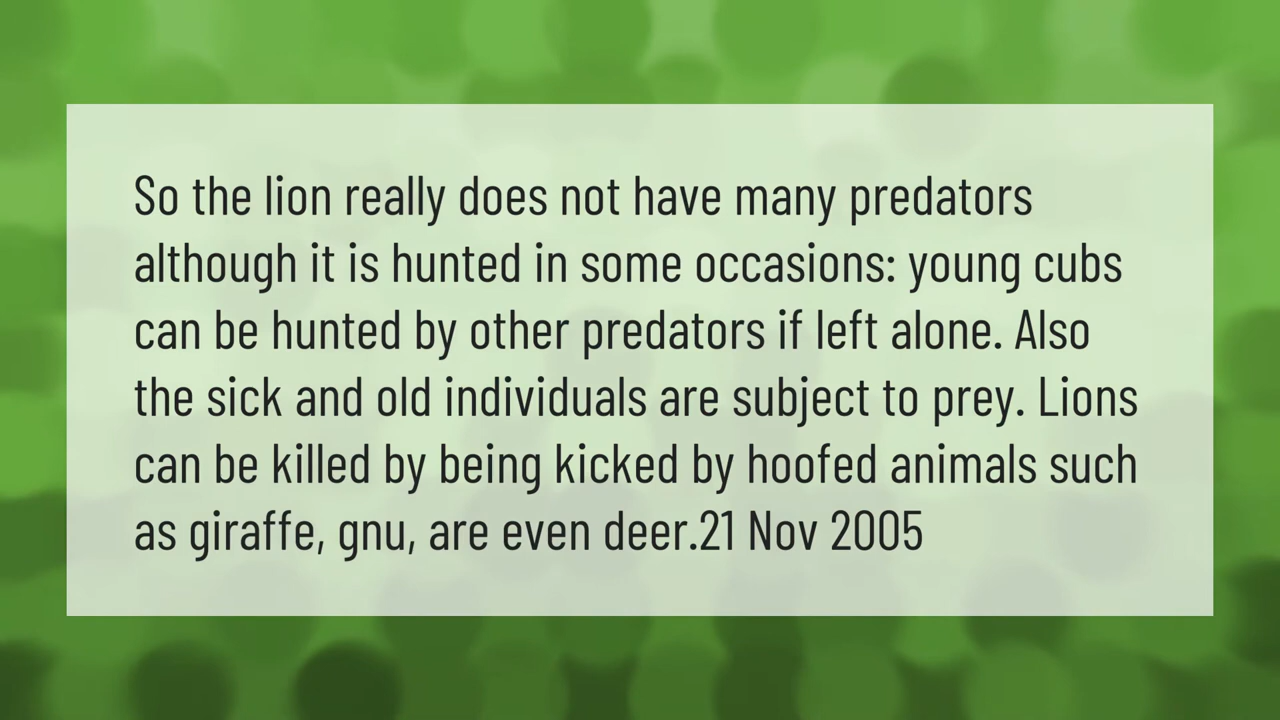 So the lion really does not have many predators
although it is hunted in some occasions: young cubs
can be hunted by other predators if left alone. Also
the sick and old individuals are subject to prey. Lions
can be killed by being kicked by hoofed animals such
as giraffe, gnu, are even deer.21 Nov 2005